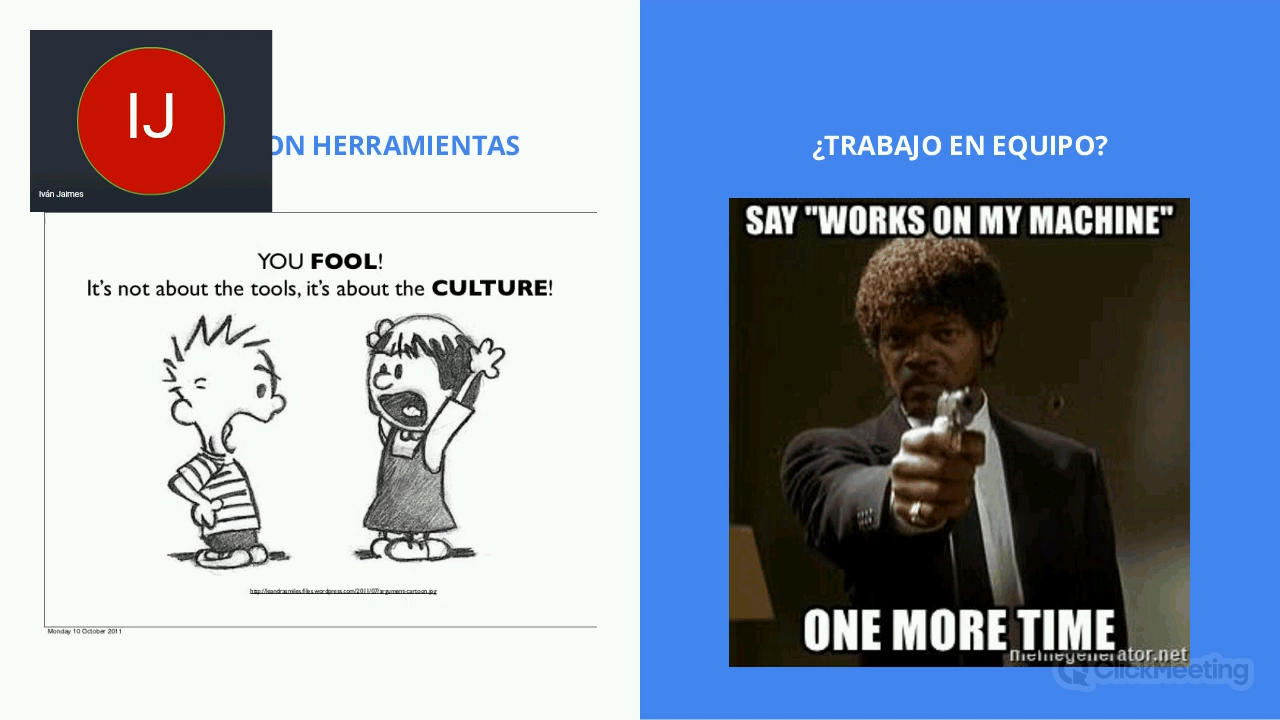 IJ
Iván Jaimes
ON HERRAMIENTAS
YOU FOOL!
It's not about the tools, it's about the CULTURE!
http://leandrasmiles.files.wordpress.com/2011/07/argument-cartoon.jpg
Monday 10 October 2011
¿TRABAJO EN EQUIPO?
SAY "WORKS ON MY MACHINE"
ONE MORE TIME
memegenerator.net
ClickMeeting